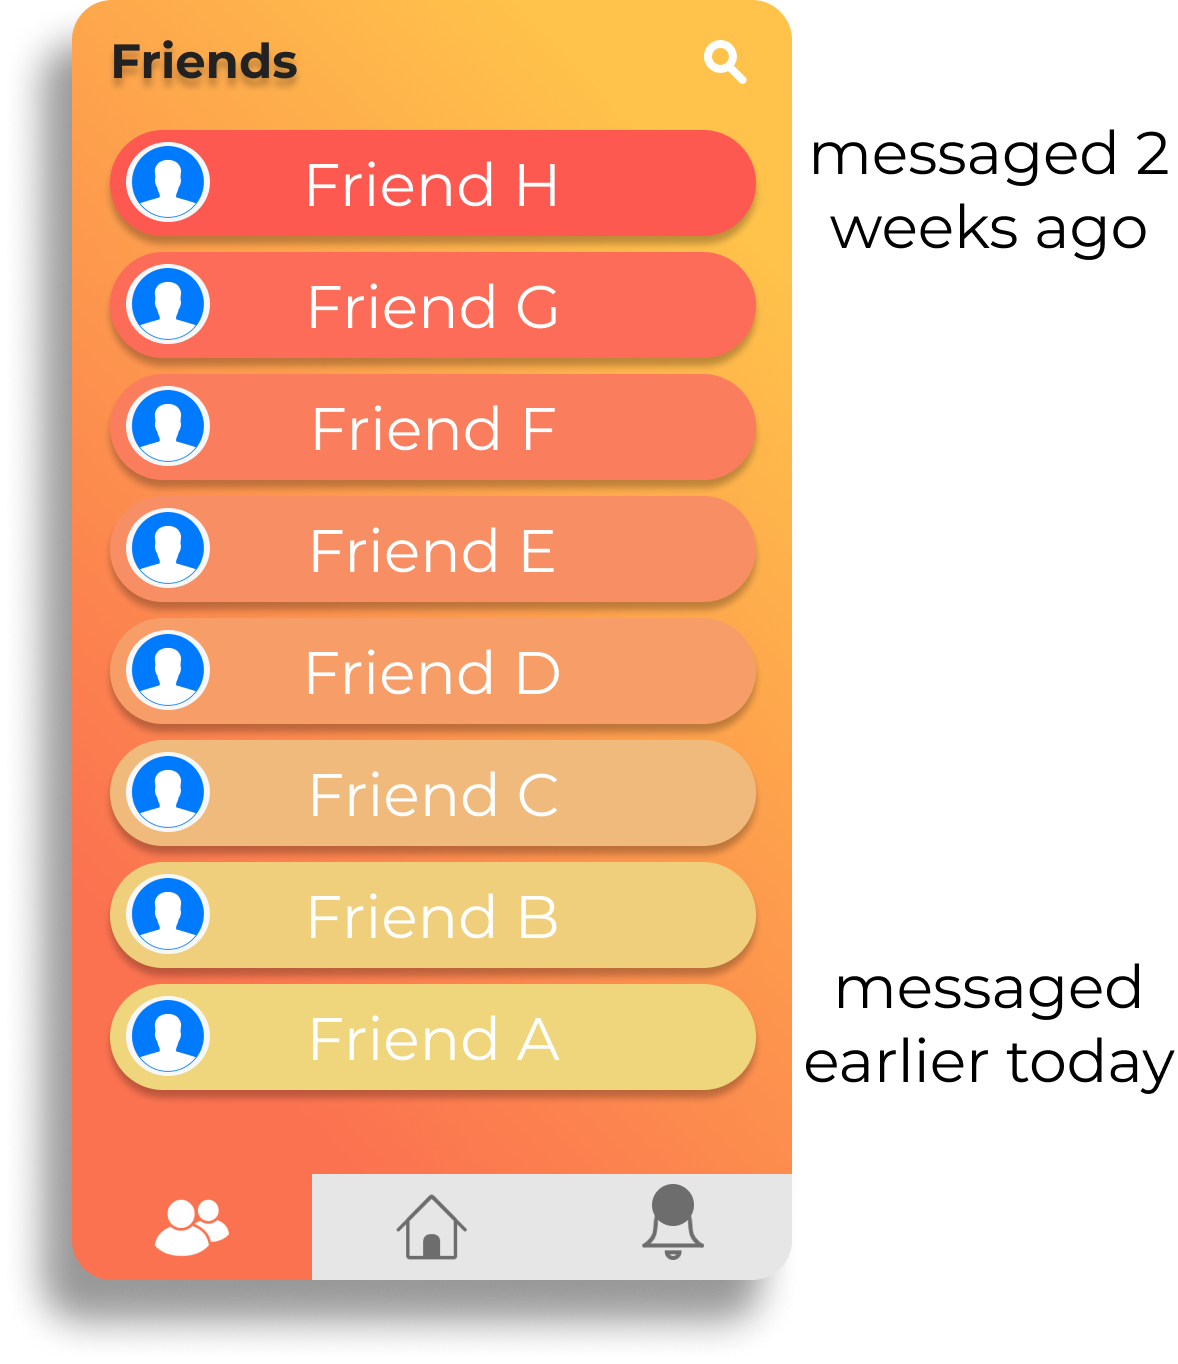 Friends
messaged 2
weeks ago
Friend H
Friend G
Friend F
Friend E
Friend D
Friend C
Friend B
Friend A
messaged
earlier today